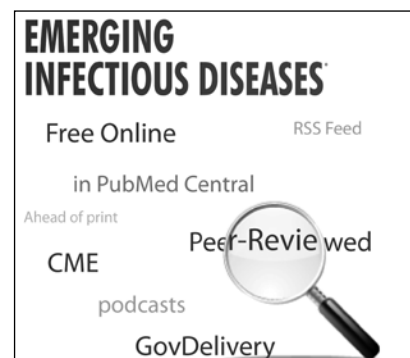 EMERGING
INFECTIOUS DISEASES®
Free Online
RSS Feed
in PubMed Central
Ahead of print
Peer-Reviewed
CME
podcasts
GovDelivery